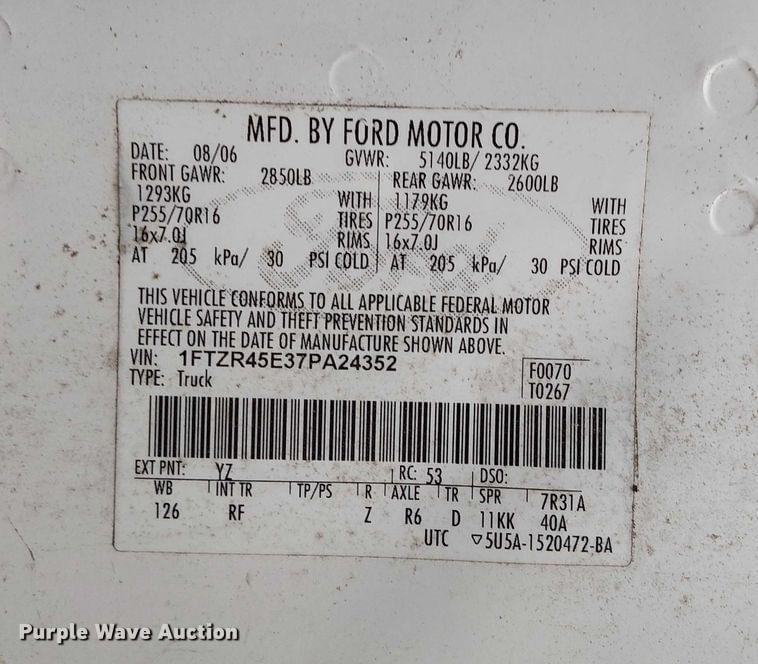 MFD. BY FORD MOTOR CO.
DATE: 08/06 GVWR: 5140LB/ 2332KG
FRONT GAWR: 2850LB REAR GAWR: 2600LB
1293KG WITH 1179KG WITH
P255/70R16 TIRES P255/70R16 TIRES
16x7.0J RIMS 16x7.0J RIMS
AT 205 kPa/ 30 PSI COLD AT 205 kPa/ 30 PSI COLD
THIS VEHICLE CONFORMS TO ALL APPLICABLE FEDERAL MOTOR
VEHICLE SAFETY AND THEFT PREVENTION STANDARDS IN
EFFECT ON THE DATE OF MANUFACTURE SHOWN ABOVE.
VIN: 1FTZR45E37PA24352
TYPE: Truck
F0070
T0267
EXT PNT: YZ RC: 53 DSO:
WB INT TR TP/PS R AXLE TR SPR 7R31A
126 RF Z R6 D 11KK 40A
UTC ▽5U5A-1520472-BA
Purple Wave Auction